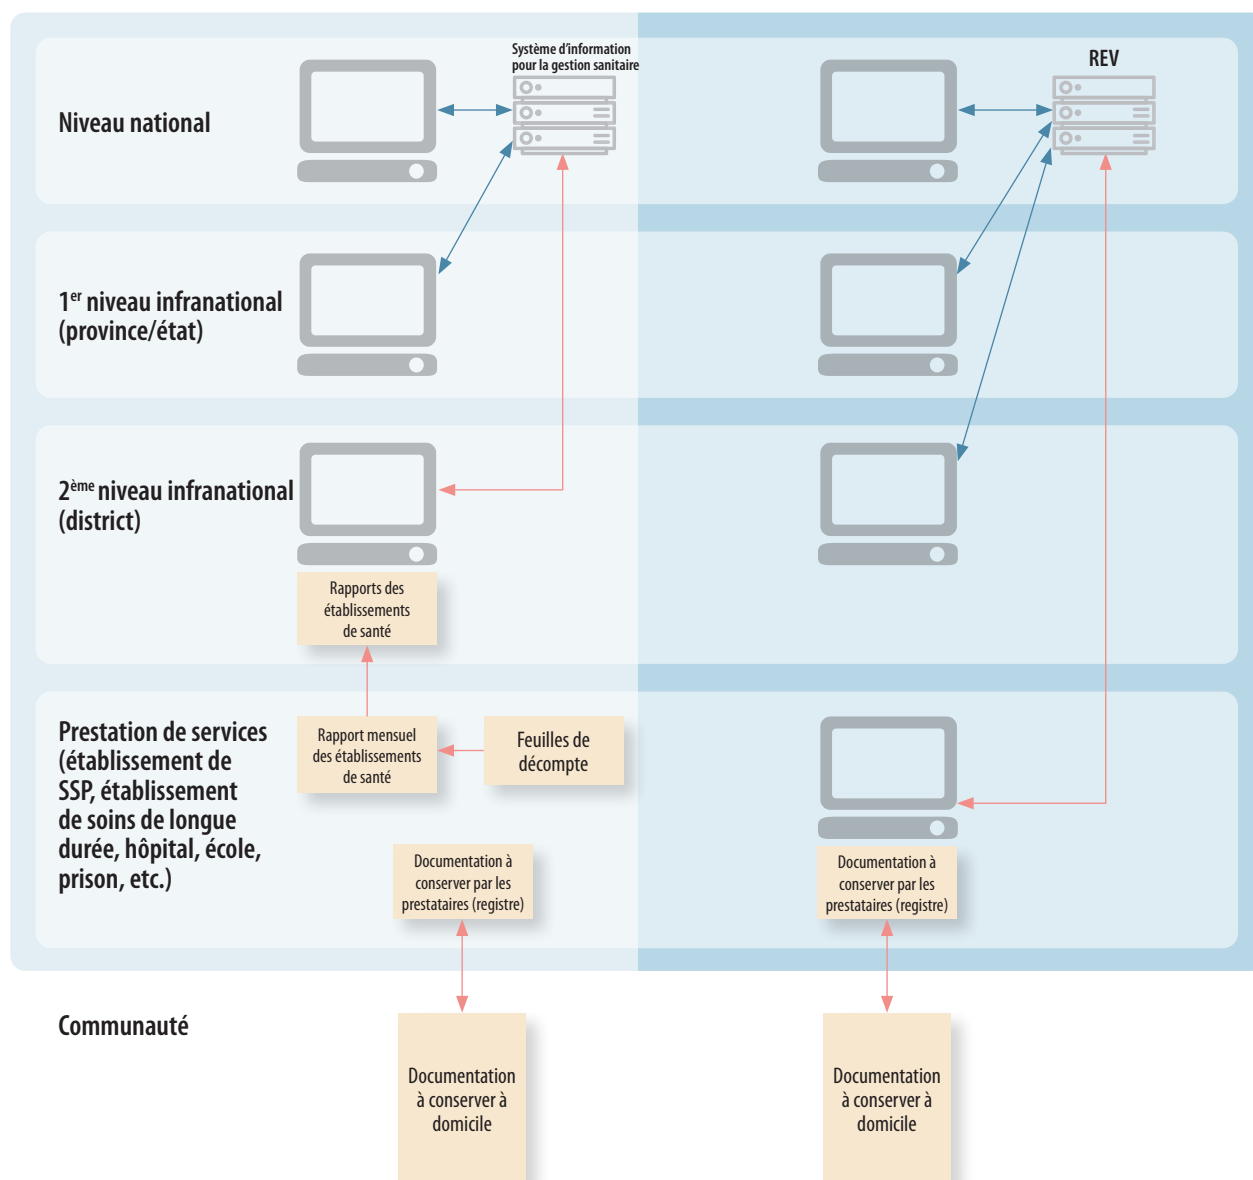 Système d’information
pour la gestion sanitaire
REV
Niveau national
1er niveau infranational
(province/état)
2ème niveau infranational
(district)
Rapports des
établissements
de santé
Prestation de services
(établissement de
SSP, établissement
de soins de longue
durée, hôpital, école,
prison, etc.)
Rapport mensuel
des établissements
de santé
Feuilles de
décompte
Documentation à
conserver par les
prestataires (registre)
Documentation à
conserver par les
prestataires (registre)
Communauté
Documentation
à conserver à
domicile
Documentation
à conserver à
domicile